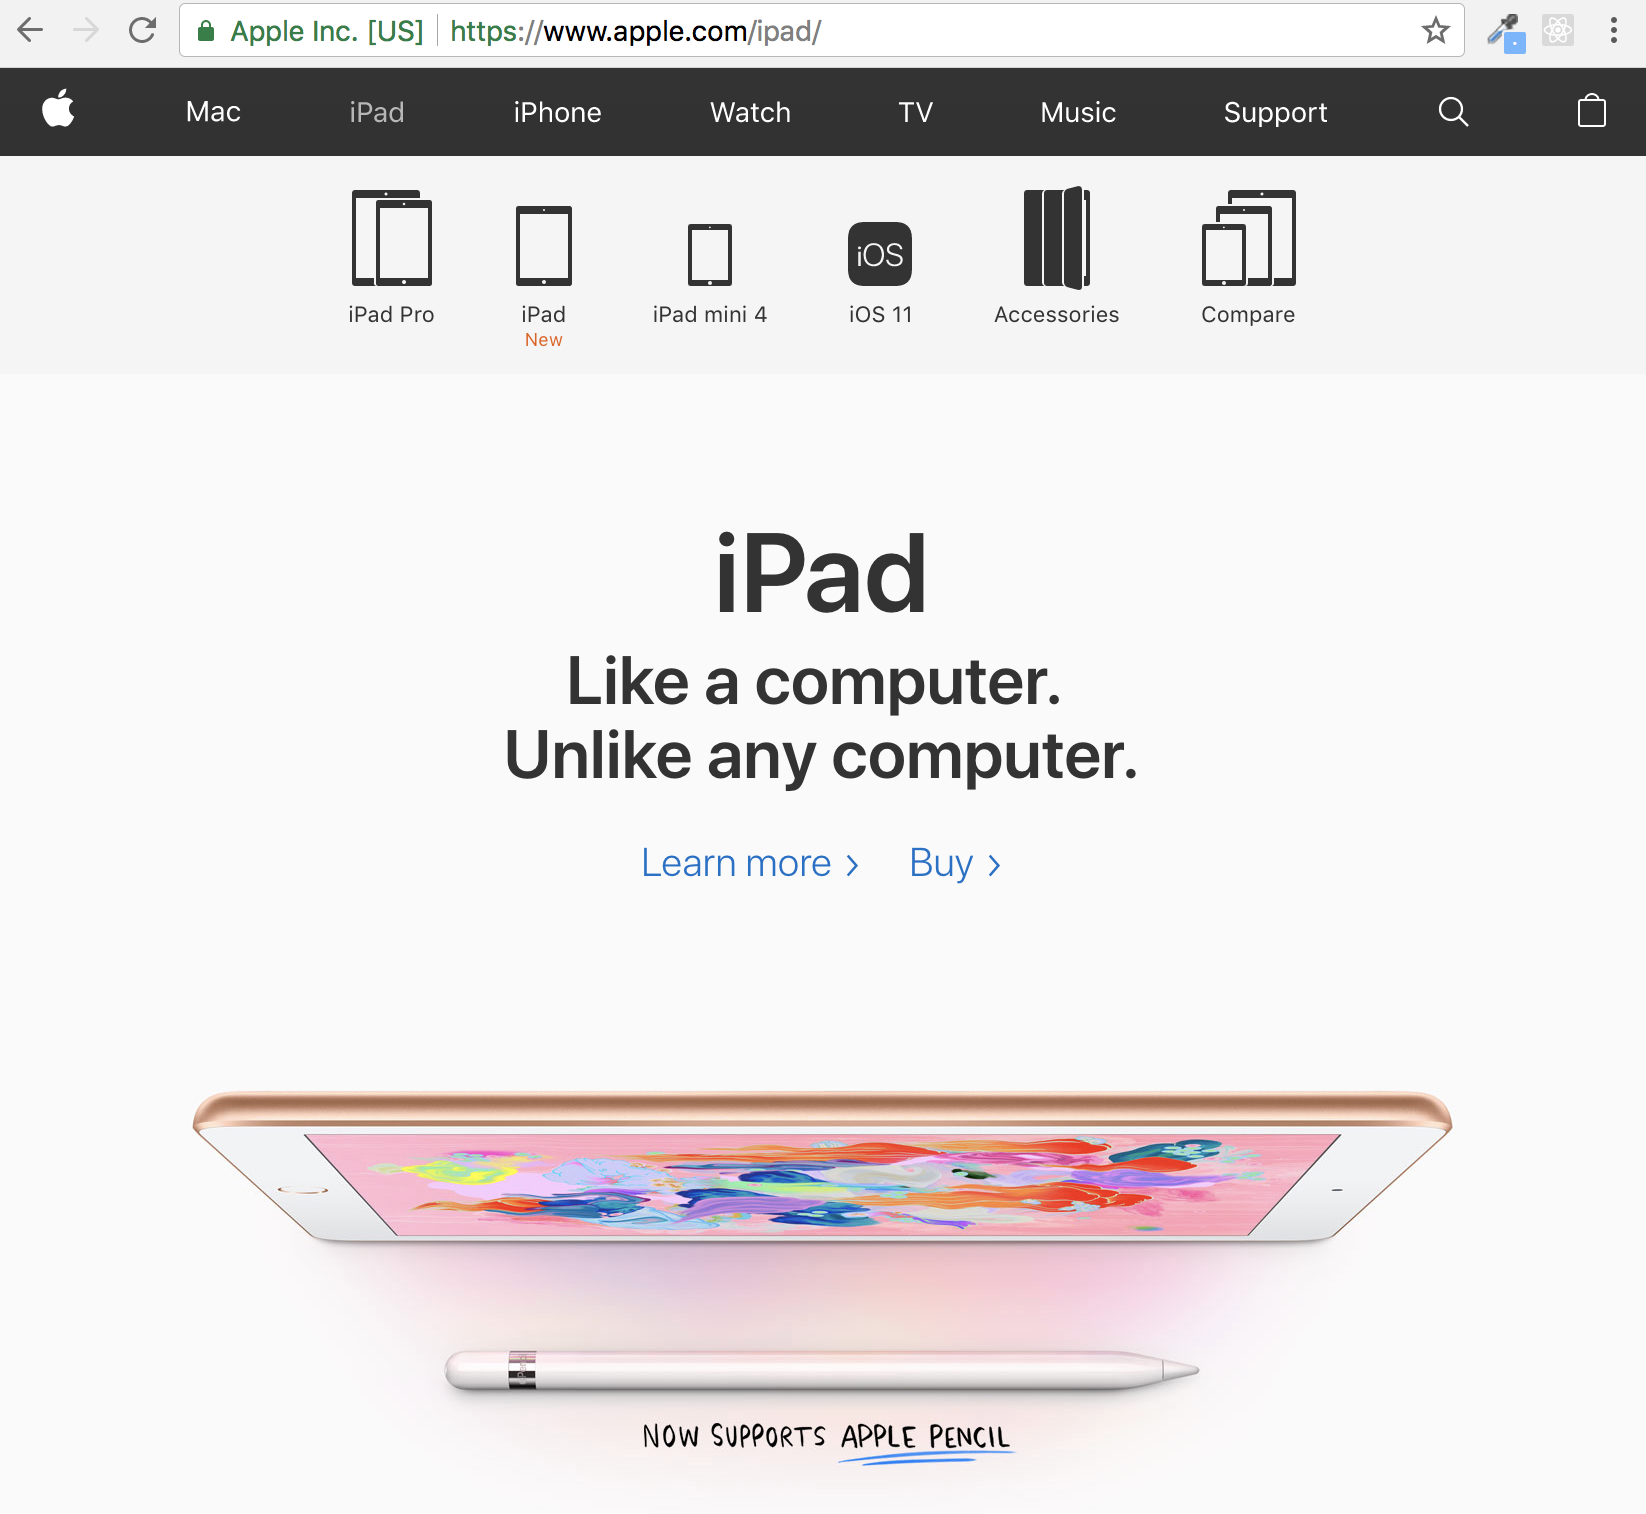 Apple Inc. [US] https://www.apple.com/ipad/
Mac iPad iPhone Watch TV Music Support
iOS
iPad Pro iPad iPad mini 4 iOS 11 Accessories Compare
New
iPad
Like a computer.
Unlike any computer.
Learn more › Buy ›
NOW SUPPORTS APPLE PENCIL